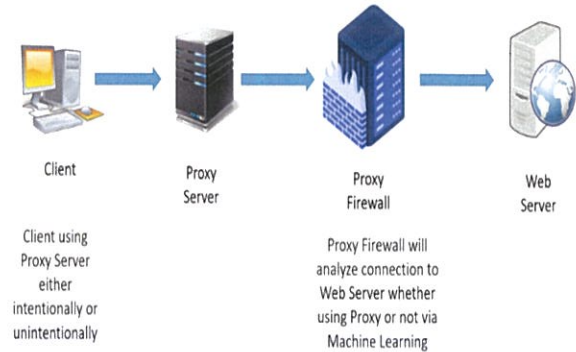 Client
Proxy
Server
Proxy
Firewall
Web
Server
Client using
Proxy Server
either
intentionally or
unintentionally
Proxy Firewall will
analyze connection to
Web Server whether
using Proxy or not via
Machine Learning